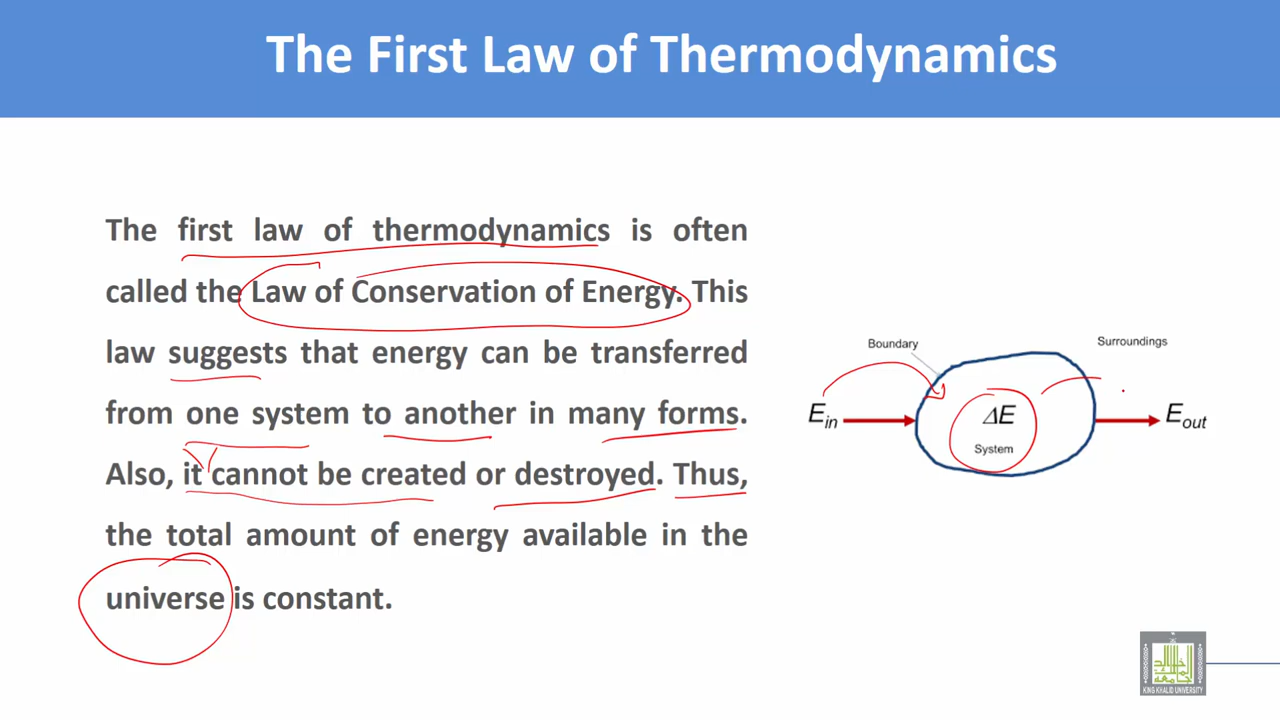 The First Law of Thermodynamics
The first law of thermodynamics is often
called the Law of Conservation of Energy. This
law suggests that energy can be transferred
from one system to another in many forms.
Also, it cannot be created or destroyed. Thus,
the total amount of energy available in the
universe is constant.
Boundary
Surroundings
Ein
ΔE
Eout
System
KING KHALID UNIVERSITY